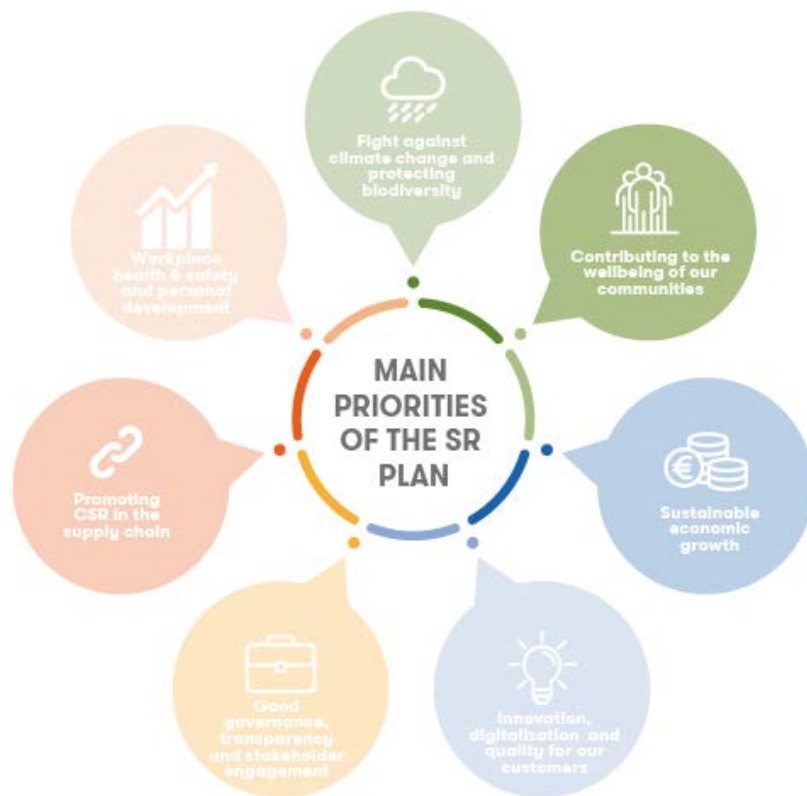 Fight against
climate change and
protecting
biodiversity
Contributing to the
wellbeing of our
communities
Sustainable
economic
growth
Innovation,
digitalization and
quality for our
customers
Good
governance,
transparency
and stakeholder
engagement
Promoting
CSR in the
supply chain
Workplace
health & safety
and personal
development
MAIN
PRIORITIES
OF THE SR
PLAN
€